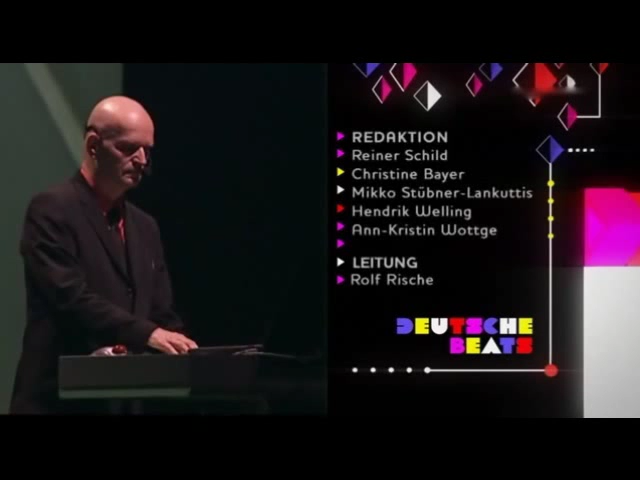 REDAKTION
Reiner Schild
Christine Bayer
Mikko Stübner-Lankuttis
Hendrik Welling
Ann-Kristin Wottge
LEITUNG
Rolf Rische
DEUTSCHE
BEATS